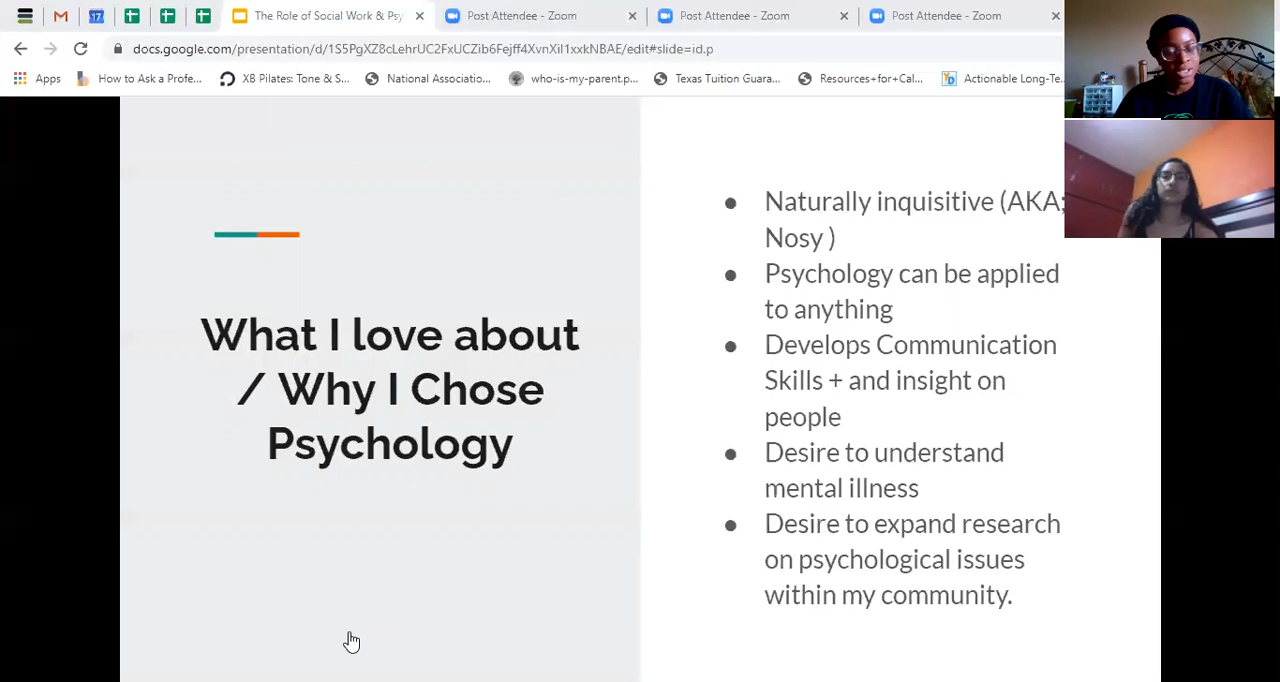 The Role of Social Work & Psy
Post Attendee - Zoom
Post Attendee - Zoom
Post Attendee - Zoom
docs.google.com/presentation/d/1S5PgXZ8cLehrUC2FxUCZib6Fejff4XvnXiI1xxkNBAE/edit#slide=id.p
Apps
How to Ask a Profe...
XB Pilates: Tone & S...
National Associatio...
who-is-my-parent.p...
Texas Tuition Guara...
Resources+for+Cal...
Actionable Long-Te
What I love about
/ Why I Chose
Psychology
● Naturally inquisitive (AKA;
Nosy )
● Psychology can be applied
to anything
● Develops Communication
Skills + and insight on
people
● Desire to understand
mental illness
● Desire to expand research
on psychological issues
within my community.